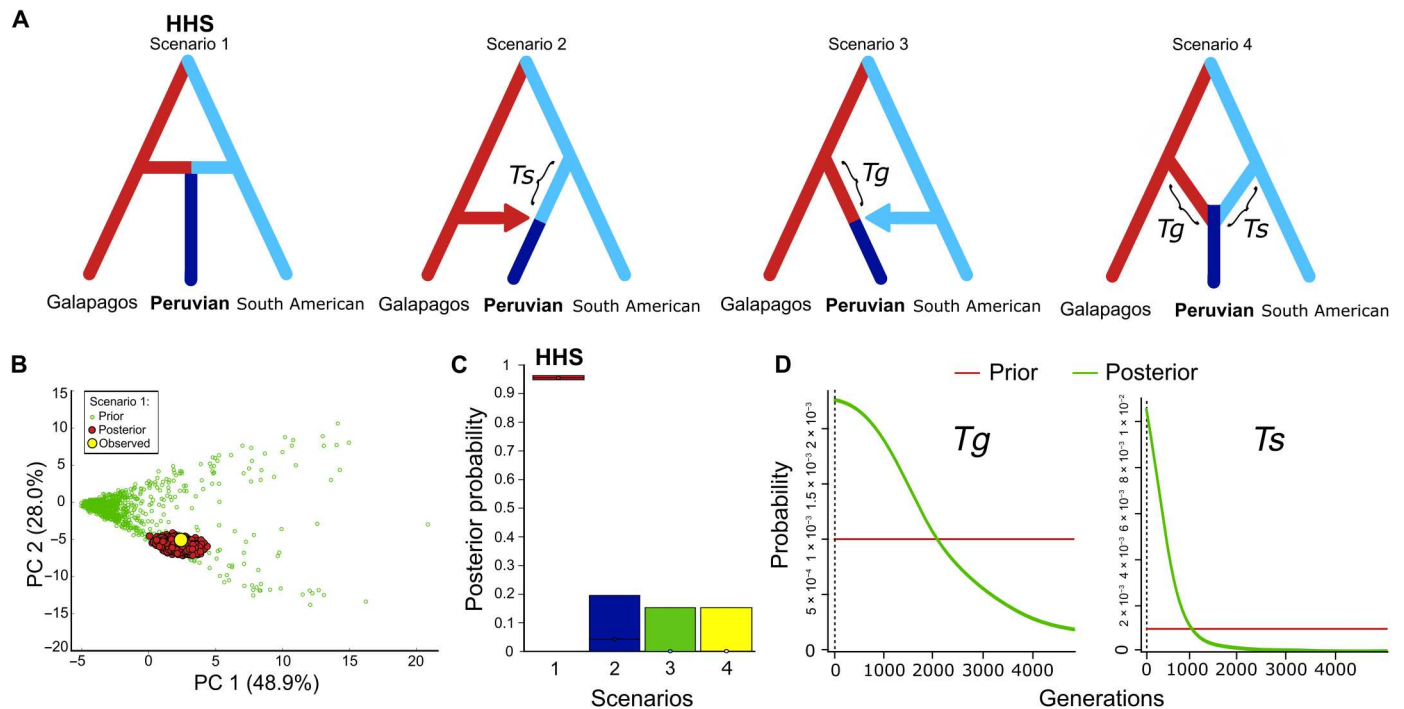 A
HHS
Scenario 1
Scenario 2
Scenario 3
Scenario 4
Ts
Tg
Tg
Ts
Galapagos Peruvian South American
Galapagos Peruvian South American
Galapagos Peruvian South American
Galapagos Peruvian South American
B
15
10
5
0
−5
−10
−15
−20
PC 2 (28.0%)
Scenario 1:
Prior
Posterior
Observed
−5 0 5 10 15 20
PC 1 (48.9%)
C
HHS
Posterior probability
1
0.9
0.8
0.7
0.6
0.5
0.4
0.3
0.2
0.1
0
1 2 3 4
Scenarios
D
Prior
Posterior
Probability
2 × 10⁻³
1.5 × 10⁻³
1 × 10⁻³
5 × 10⁻⁴
0
Tg
0 1000 2000 3000 4000
1 × 10⁻²
8 × 10⁻³
6 × 10⁻³
4 × 10⁻³
2 × 10⁻³
0
Ts
0 1000 2000 3000 4000
Generations